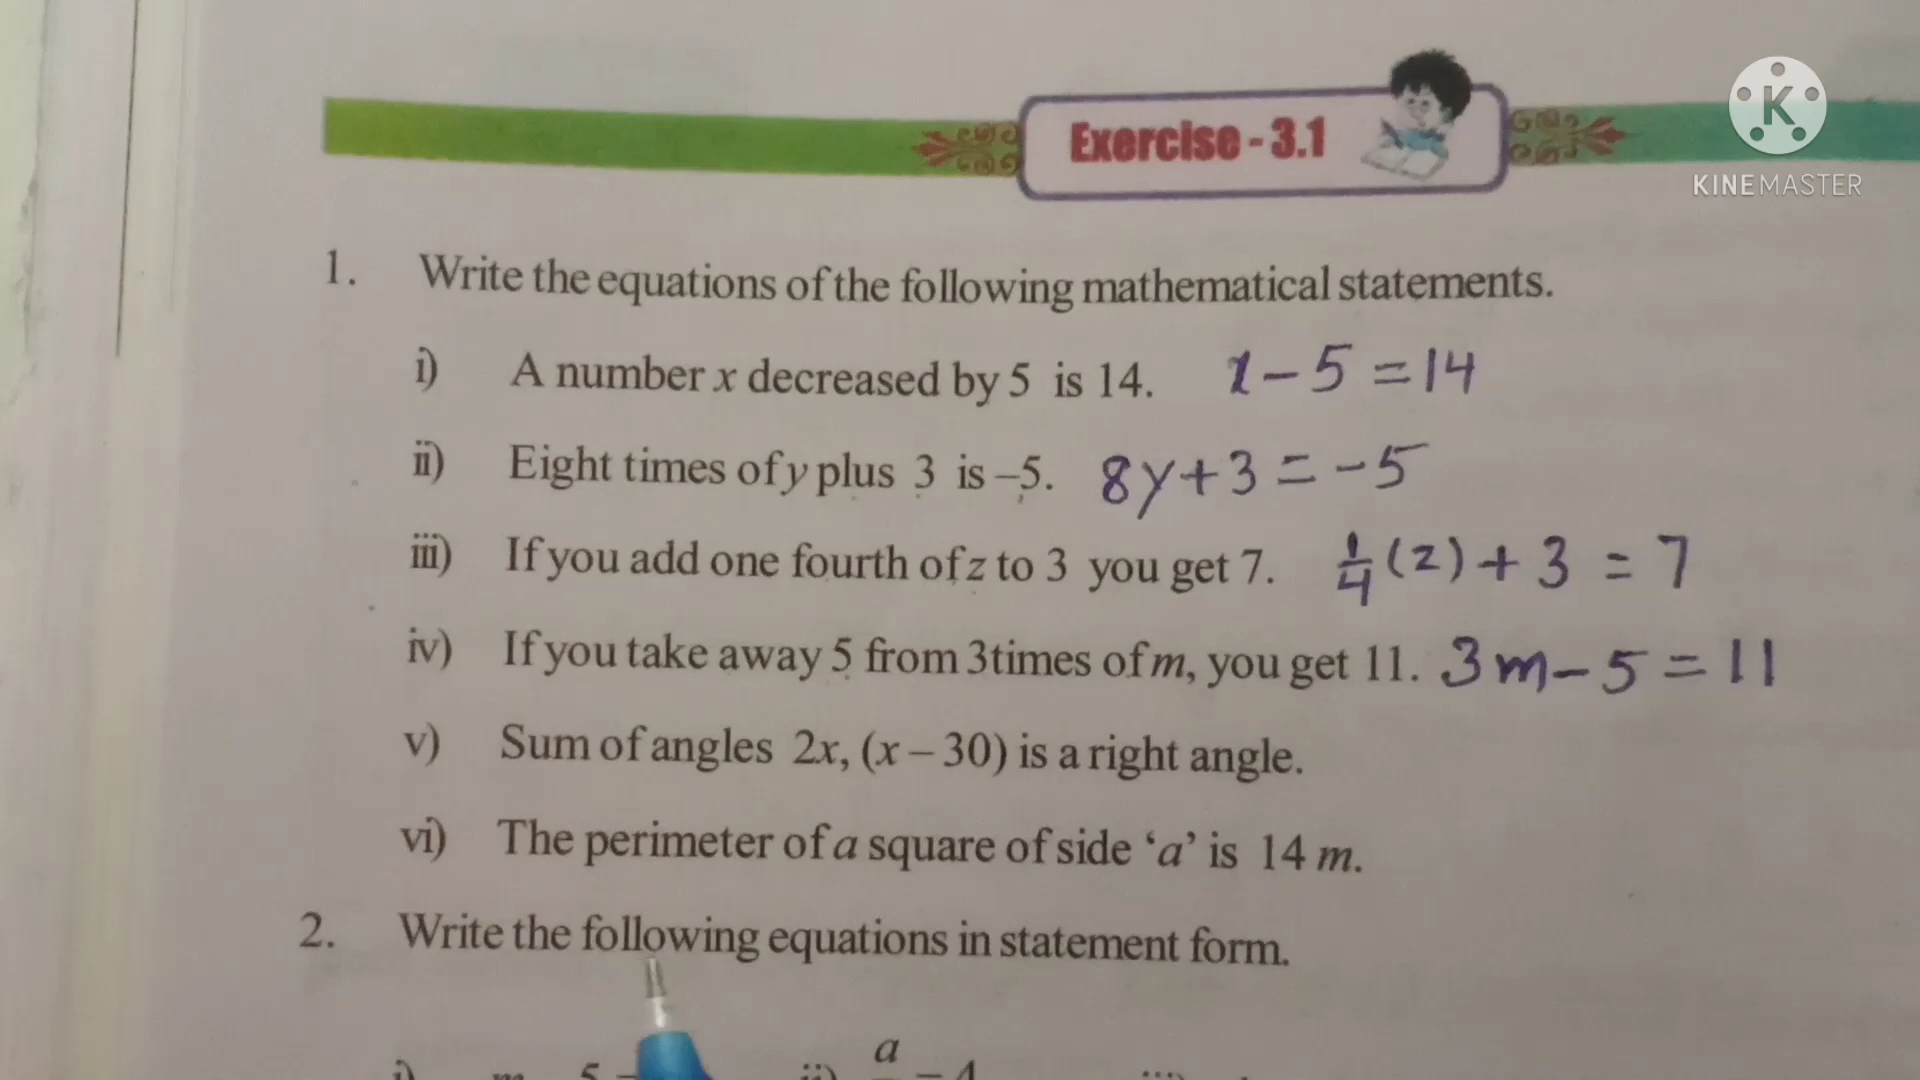 Exercise - 3.1
K
KINEMASTER
1. Write the equations of the following mathematical statements.
i) A number x decreased by 5 is 14. x - 5 = 14
ii) Eight times of y plus 3 is –5. 8y + 3 = -5
iii) If you add one fourth of z to 3 you get 7. 1/4 (z) + 3 = 7
iv) If you take away 5 from 3times of m, you get 11. 3m - 5 = 11
v) Sum of angles 2x, (x – 30) is a right angle.
vi) The perimeter of a square of side ‘a’ is 14 m.
2. Write the following equations in statement form.
a